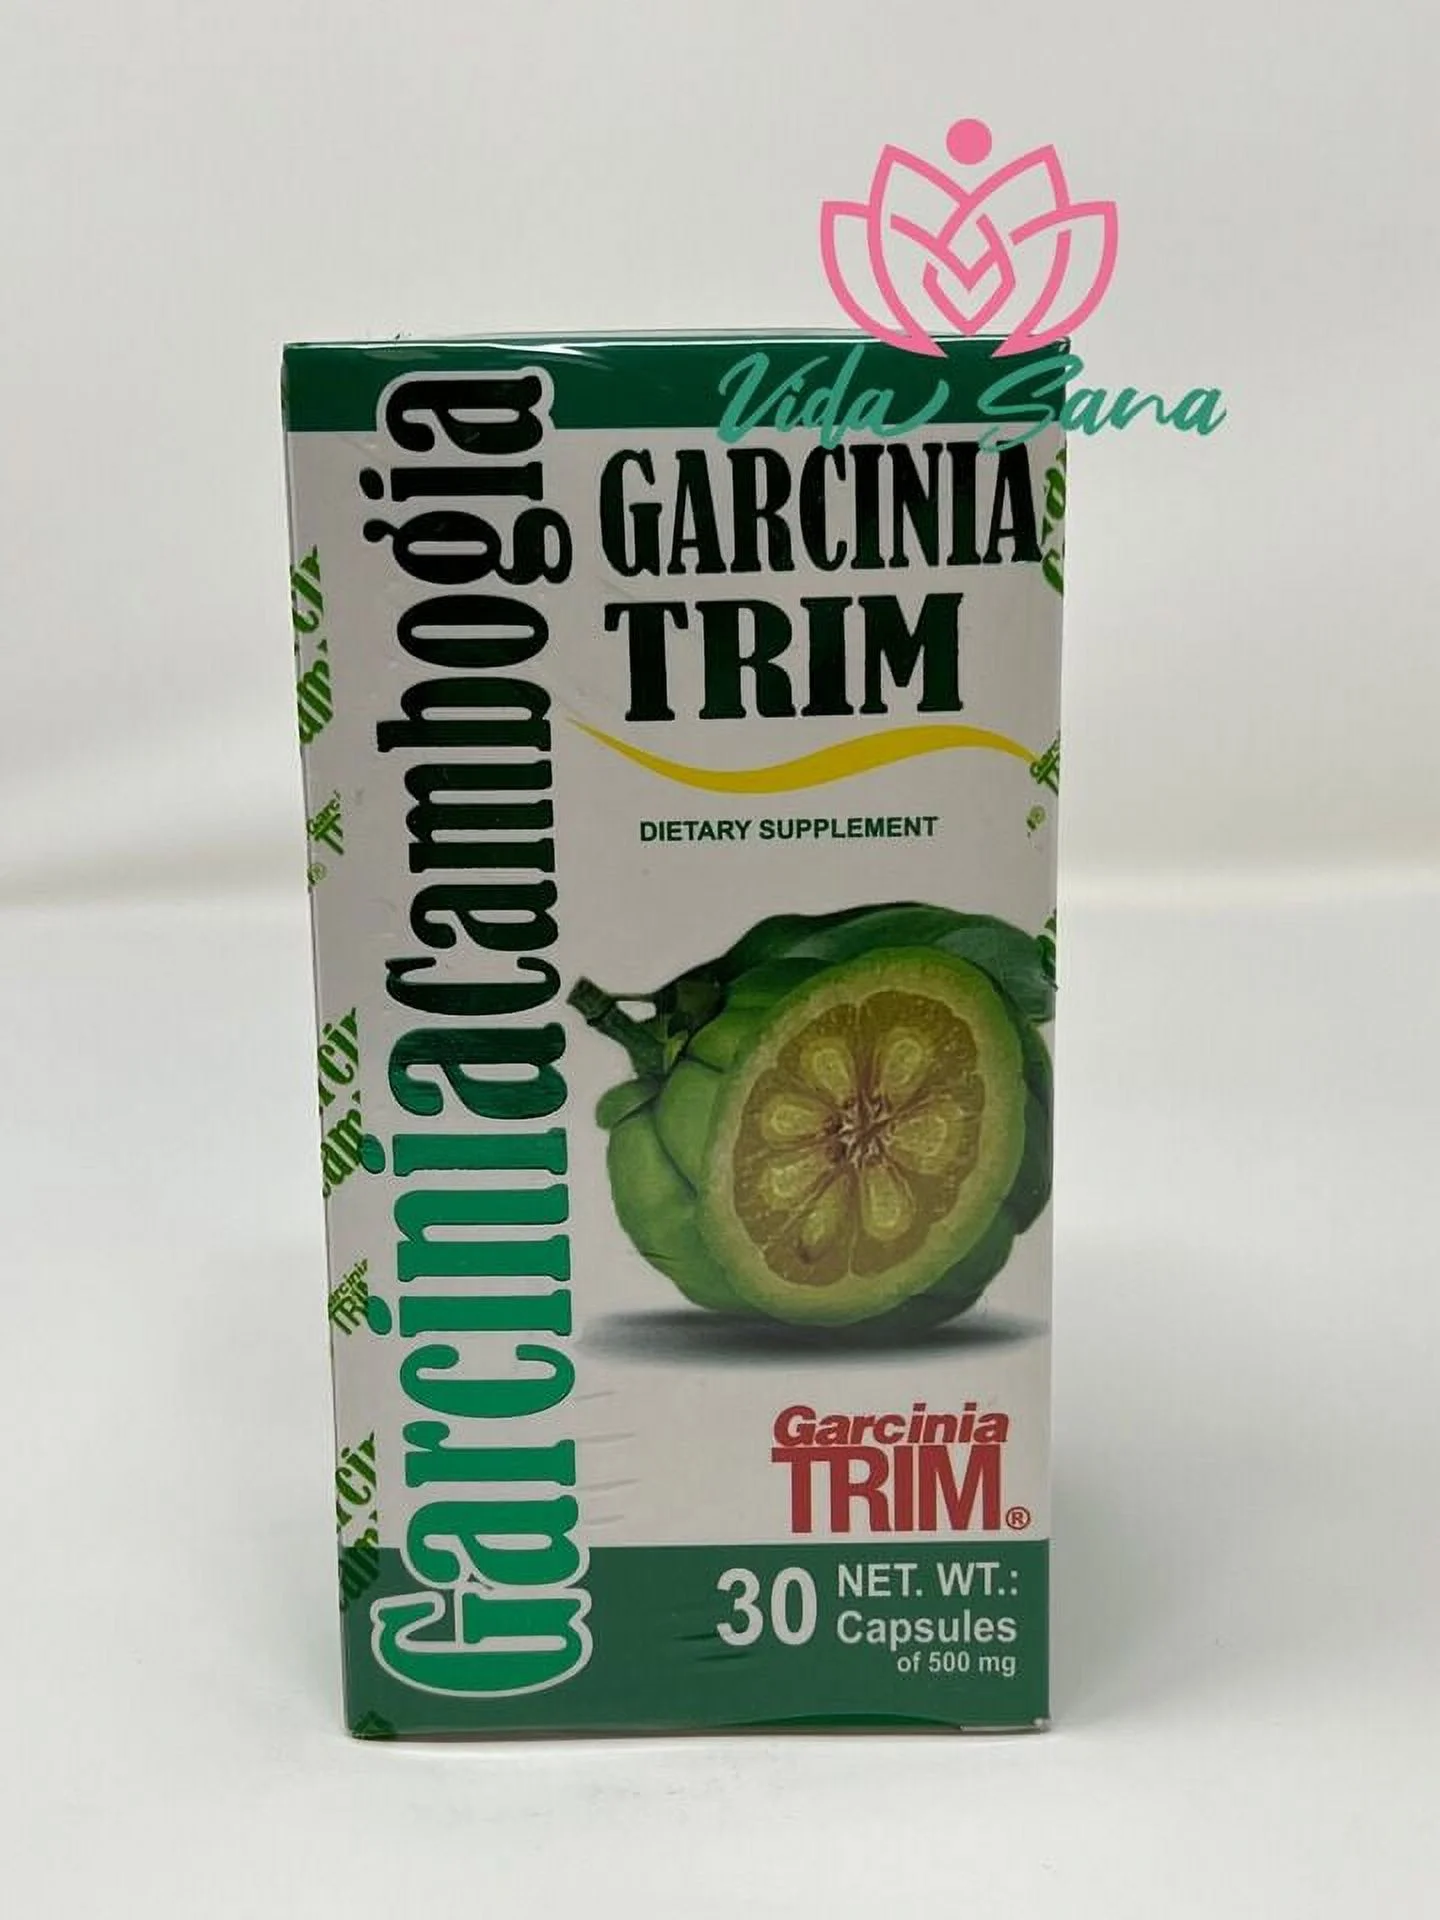 Vida Sana
Garciniacambogia
GARCINIA
TRIM
DIETARY SUPPLEMENT
Garcinia
TRIM®
30 NET. WT.:
Capsules
of 500 mg